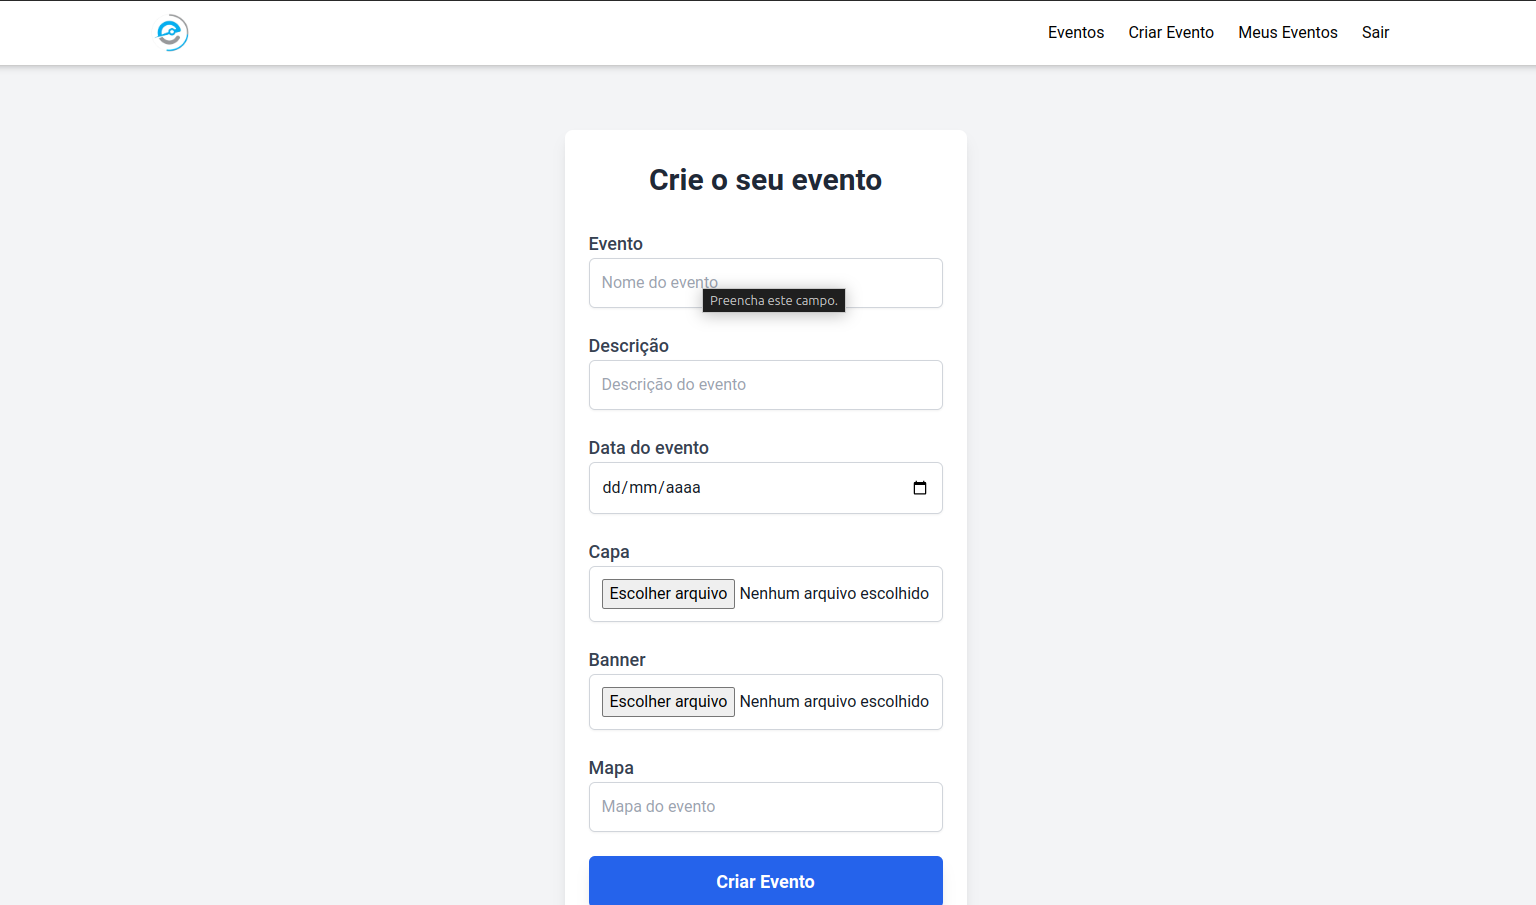 Eventos Criar Evento Meus Eventos Sair
Crie o seu evento
Evento
Nome do evento
Preencha este campo.
Descrição
Descrição do evento
Data do evento
dd/mm/aaaa
Capa
Escolher arquivo Nenhum arquivo escolhido
Banner
Escolher arquivo Nenhum arquivo escolhido
Mapa
Mapa do evento
Criar Evento